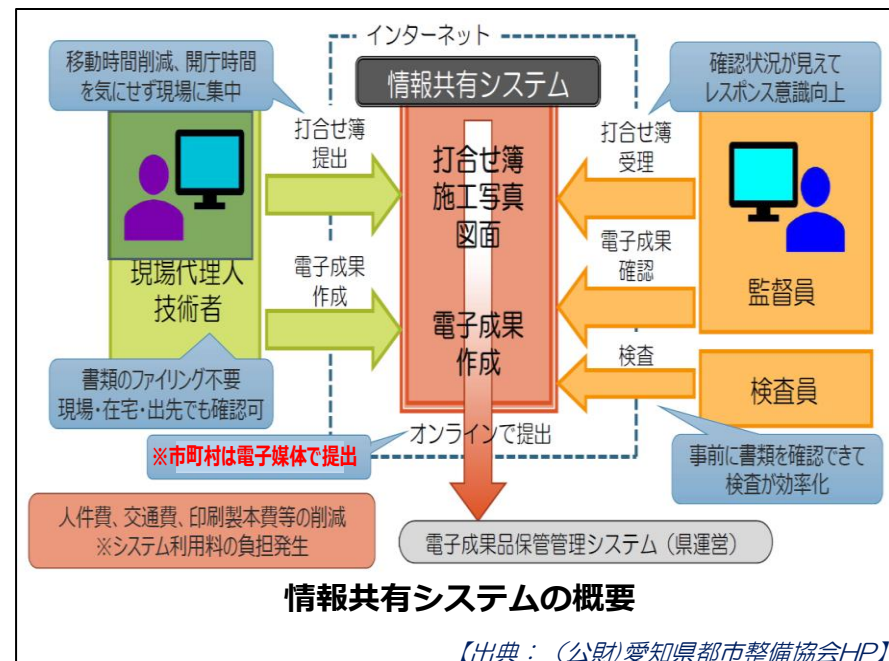 インターネット
移動時間削減、開庁時間
を気にせず現場に集中
情報共有システム
確認状況が見えて
レスポンス意識向上
打合せ簿
提出
打合せ簿
施工写真
図面
打合せ簿
受理
電子成果
確認
現場代理人
技術者
電子成果
作成
電子成果
作成
監督員
検査
検査員
書類のファイリング不要
現場・在宅・出先でも確認可
オンラインで提出
※市町村は電子媒体で提出
事前に書類を確認できて
検査が効率化
人件費、交通費、印刷製本費等の削減
※システム利用料の負担発生
電子成果品保管管理システム（県運営）
情報共有システムの概要
【出典：（公財)愛知県都市整備協会HP】